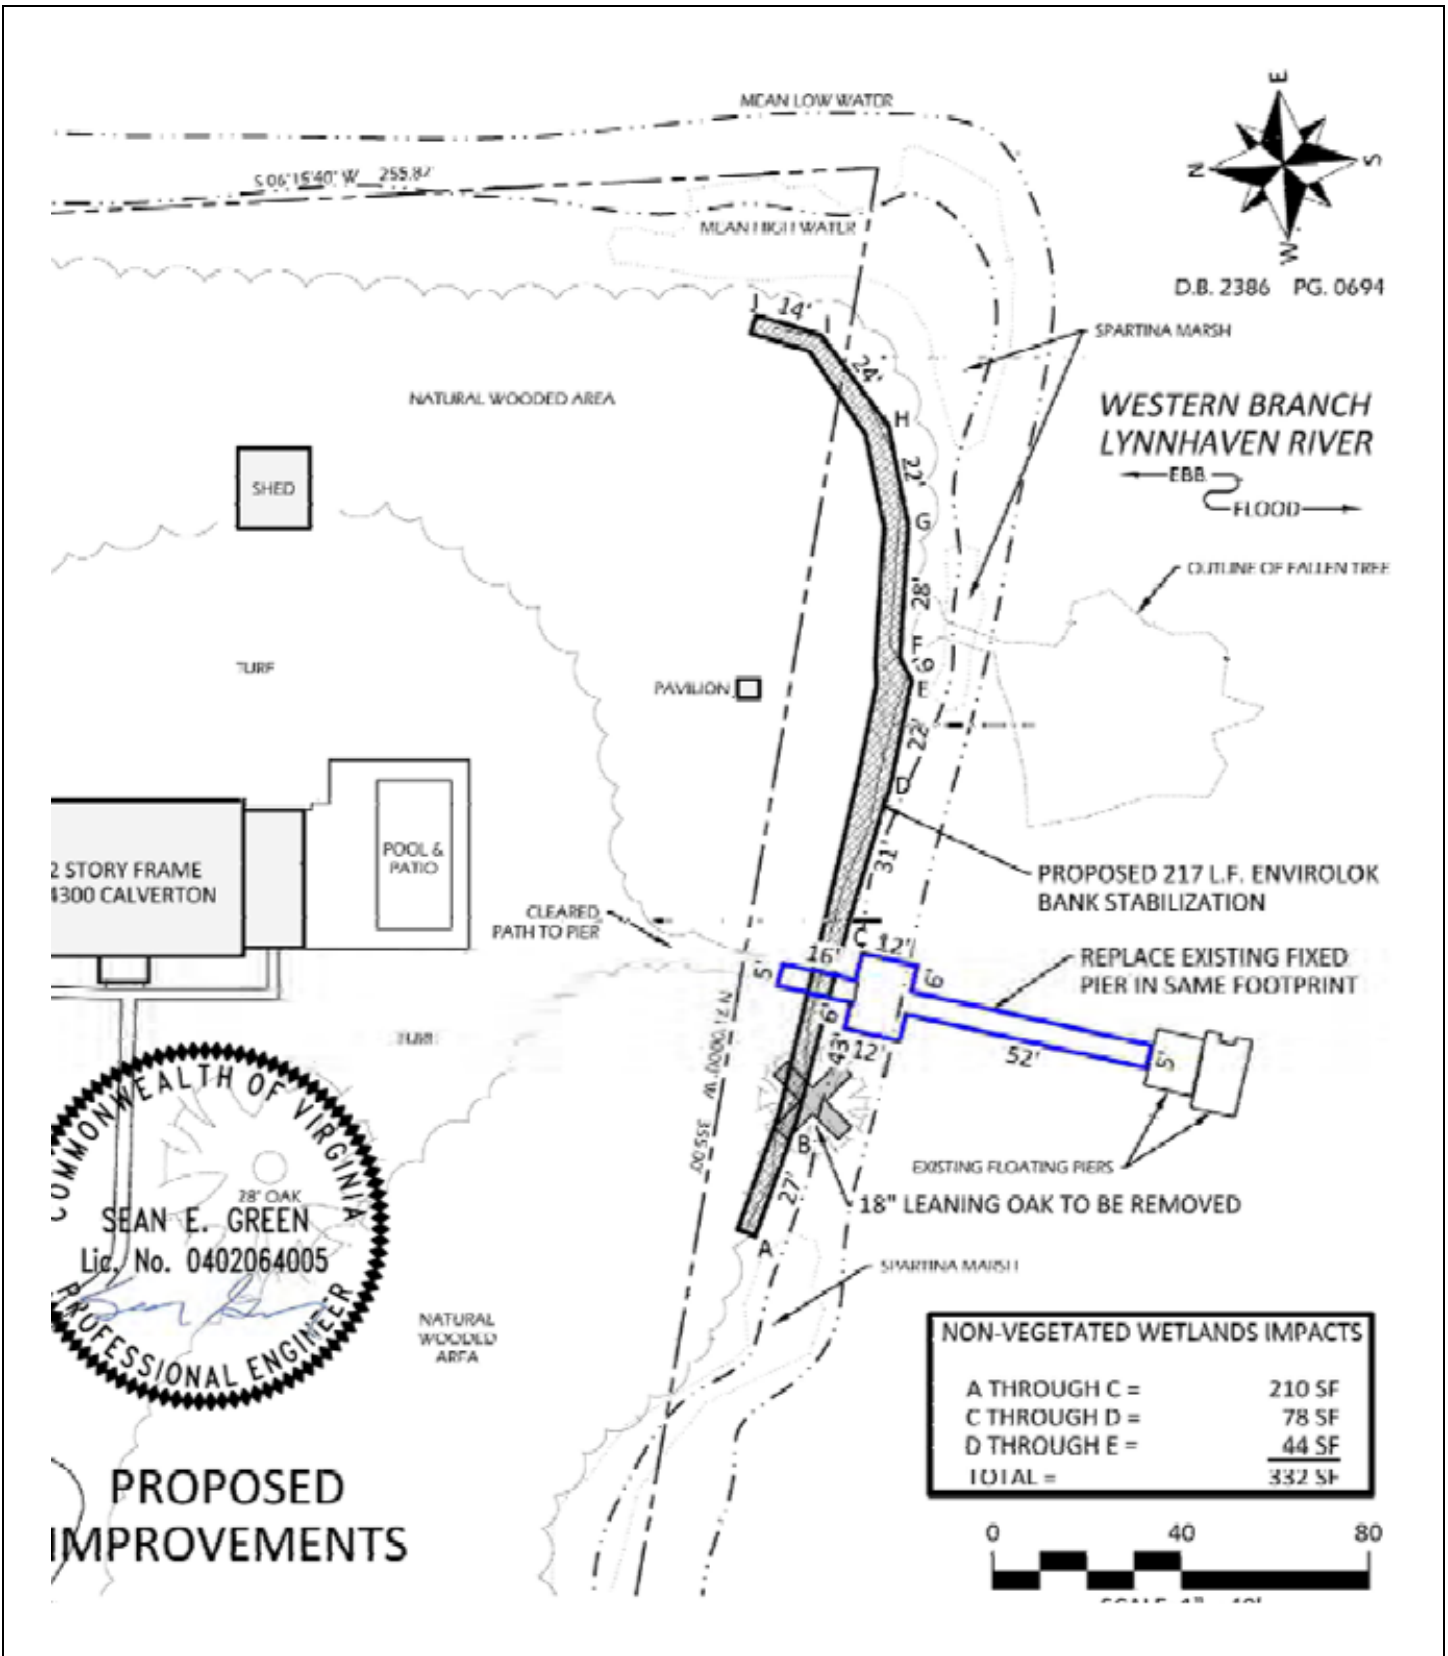 MEAN LOW WATER
E
S
N
W
S 06°15'40" W 255.87'
MEAN HIGH WATER
D.B. 2386 PG. 0694
J
14'
I
24'
SPARTINA MARSH
NATURAL WOODED AREA
WESTERN BRANCH
LYNNHAVEN RIVER
H
22'
EBB
FLOOD
SHED
G
OUTLINE OF FALLEN TREE
28'
F
TURF
PAVILION
E
22'
D
POOL &
PATIO
31'
2 STORY FRAME
4300 CALVERTON
PROPOSED 217 L.F. ENVIROLOK
BANK STABILIZATION
CLEARED
PATH TO PIER
C
12'
16'
5'
REPLACE EXISTING FIXED
PIER IN SAME FOOTPRINT
43'
12'
52'
5'
TURF
355.00'
B
27'
EXISTING FLOATING PIERS
18" LEANING OAK TO BE REMOVED
A
SPARTINA MARSH
COMMONWEALTH OF VIRGINIA
28" OAK
SEAN E. GREEN
Lic. No. 0402064005
PROFESSIONAL ENGINEER
NATURAL
WOODED
AREA
NON-VEGETATED WETLANDS IMPACTS
A THROUGH C = 210 SF
C THROUGH D = 78 SF
D THROUGH E = 44 SF
TOTAL = 332 SF
PROPOSED
IMPROVEMENTS
0 40 80